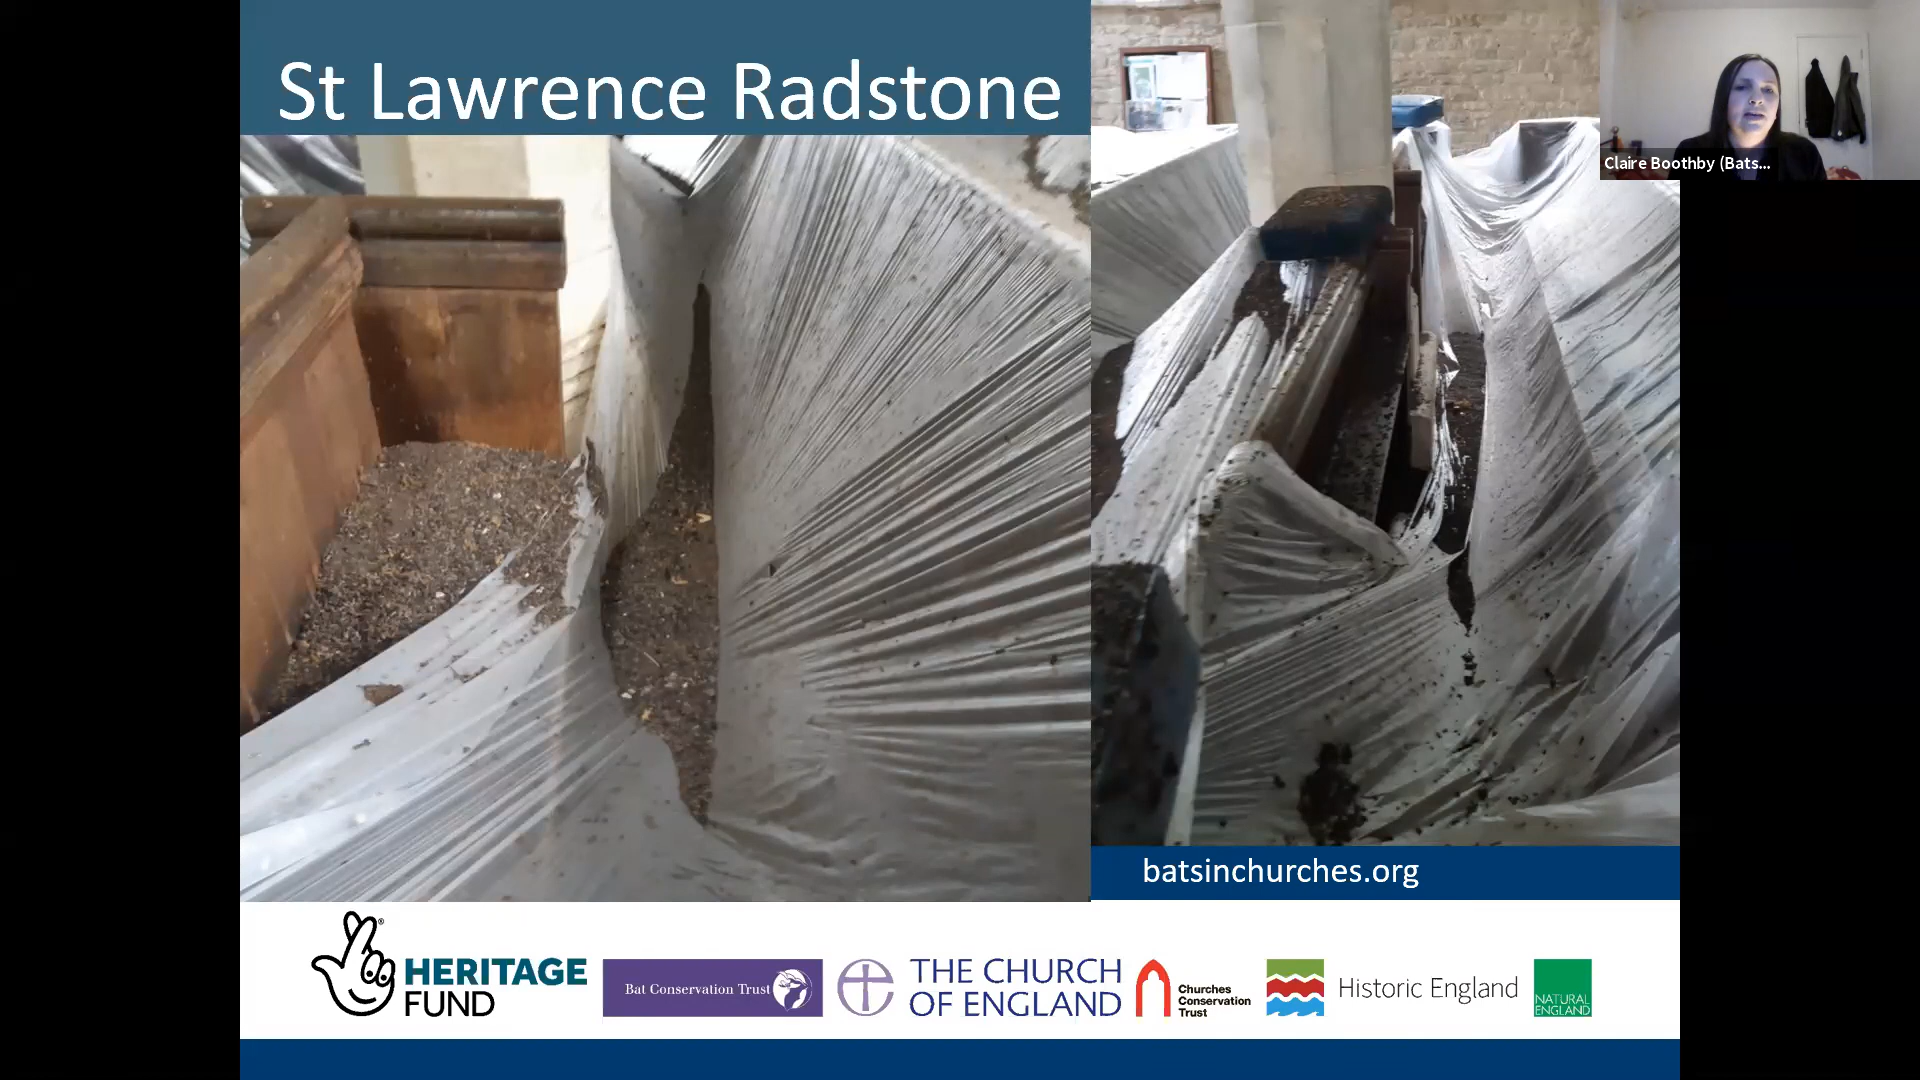 St Lawrence Radstone
Claire Boothby (Bats...
batsinchurches.org
HERITAGE
FUND
Bat Conservation Trust
THE CHURCH
OF ENGLAND
Churches
Conservation
Trust
Historic England
NATURAL
ENGLAND